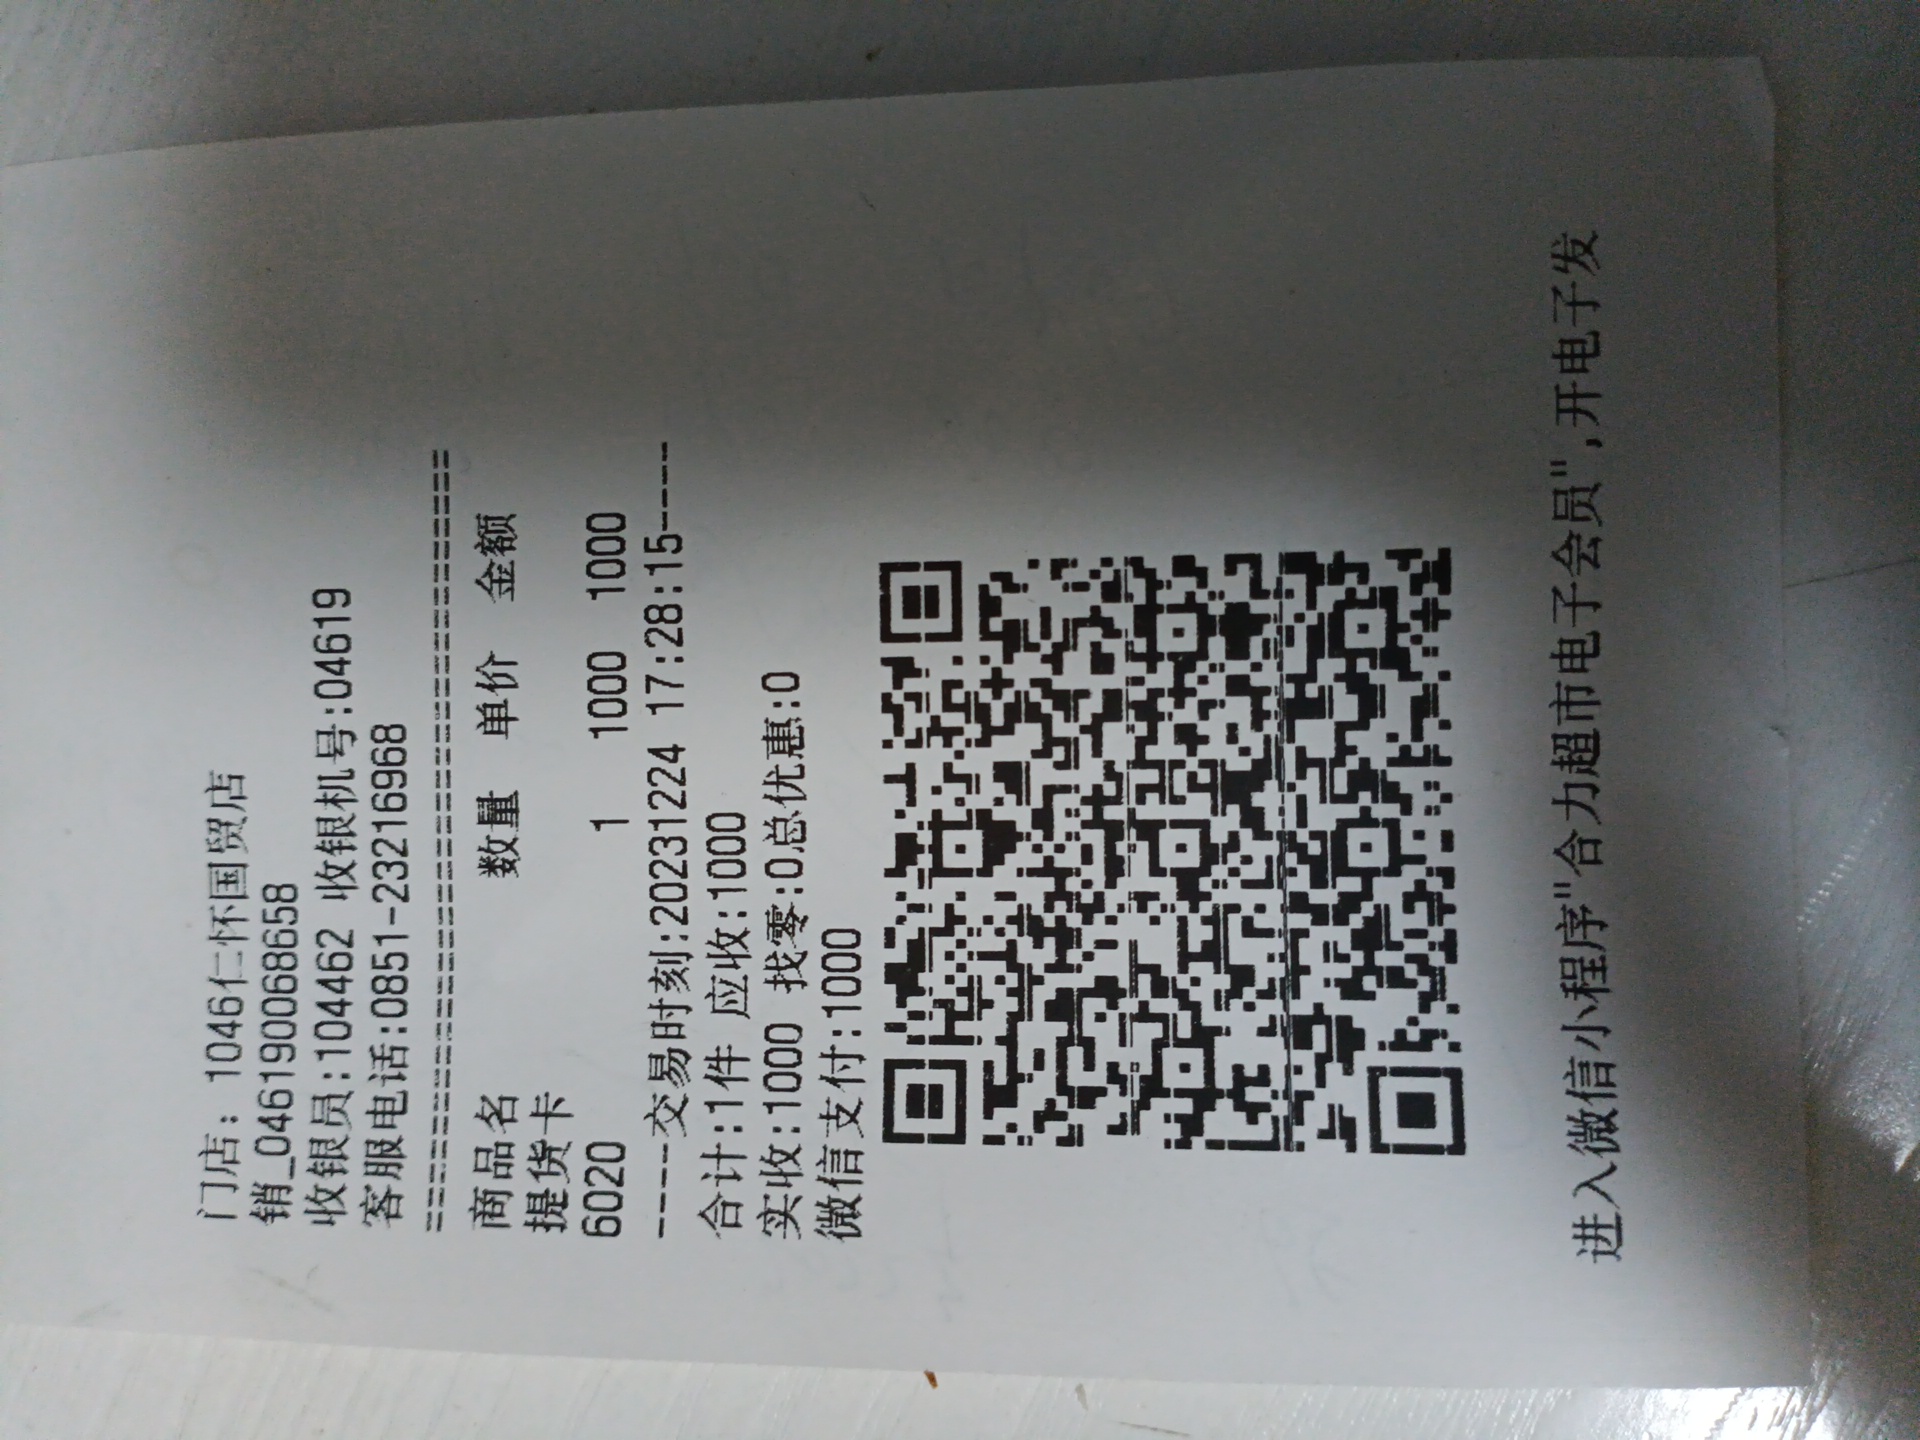 门店: 1046仁怀国贸店
销_046190068658
收银员:104462 收银机号:04619
客服电话:0851-23216968
==========================================
商品名 数量 单价 金额
提货卡
6020 1 1000 1000
----交易时刻:20231224 17:28:15----
合计:1件 应收:1000
实收:1000 找零:0总优惠:0
微信支付:1000
进入微信小程序"合力超市电子会员",开电子发